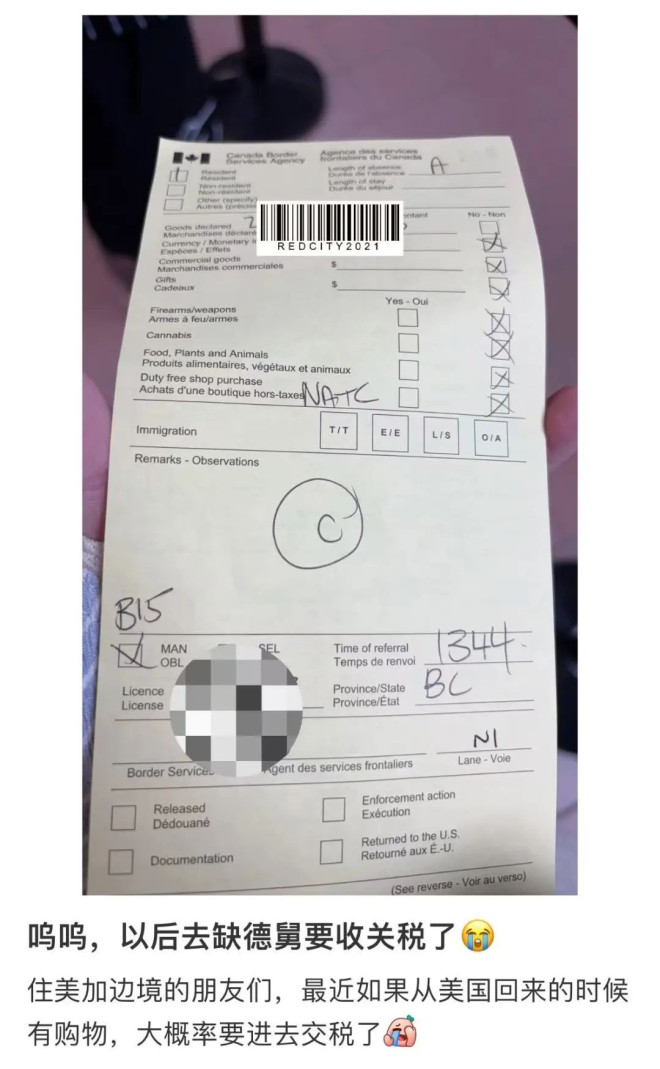 Canada Border Services Agency
Agence des services frontaliers du Canada
Resident
Résident
Non-resident
Non-résident
Other (specify)
Autres
Length of absence
Durée de l'absence
A
Length of stay
Durée du séjour
No - Non
Goods declared
Marchandises
Currency / Monetary
Espèces / Effets
REDCITY2021
Commercial goods
Marchandises commerciales
$
Gifts
Cadeaux
$
Yes - Oui
Firearms/weapons
Armes à feu/armes
Cannabis
Food, Plants and Animals
Produits alimentaires, végétaux et animaux
Duty free shop purchase
Achats d'une boutique hors-taxes
Immigration
T / T
E / E
L / S
O / A
Remarks - Observations
C
B15
MAN
OBL
SEL
Time of referral
Temps de renvoi
1344
Licence
License
Province/State
Province/État
BC
N1
Lane - Voie
Border
Agent des services frontaliers
Released
Dédouané
Enforcement action
Exécution
Documentation
Returned to the U.S.
Retourné aux É.-U.
(See reverse - Voir au verso)
呜呜，以后去缺德舅要收关税了😭
住美加边境的朋友们，最近如果从美国回来的时候
有购物，大概率要进去交税了